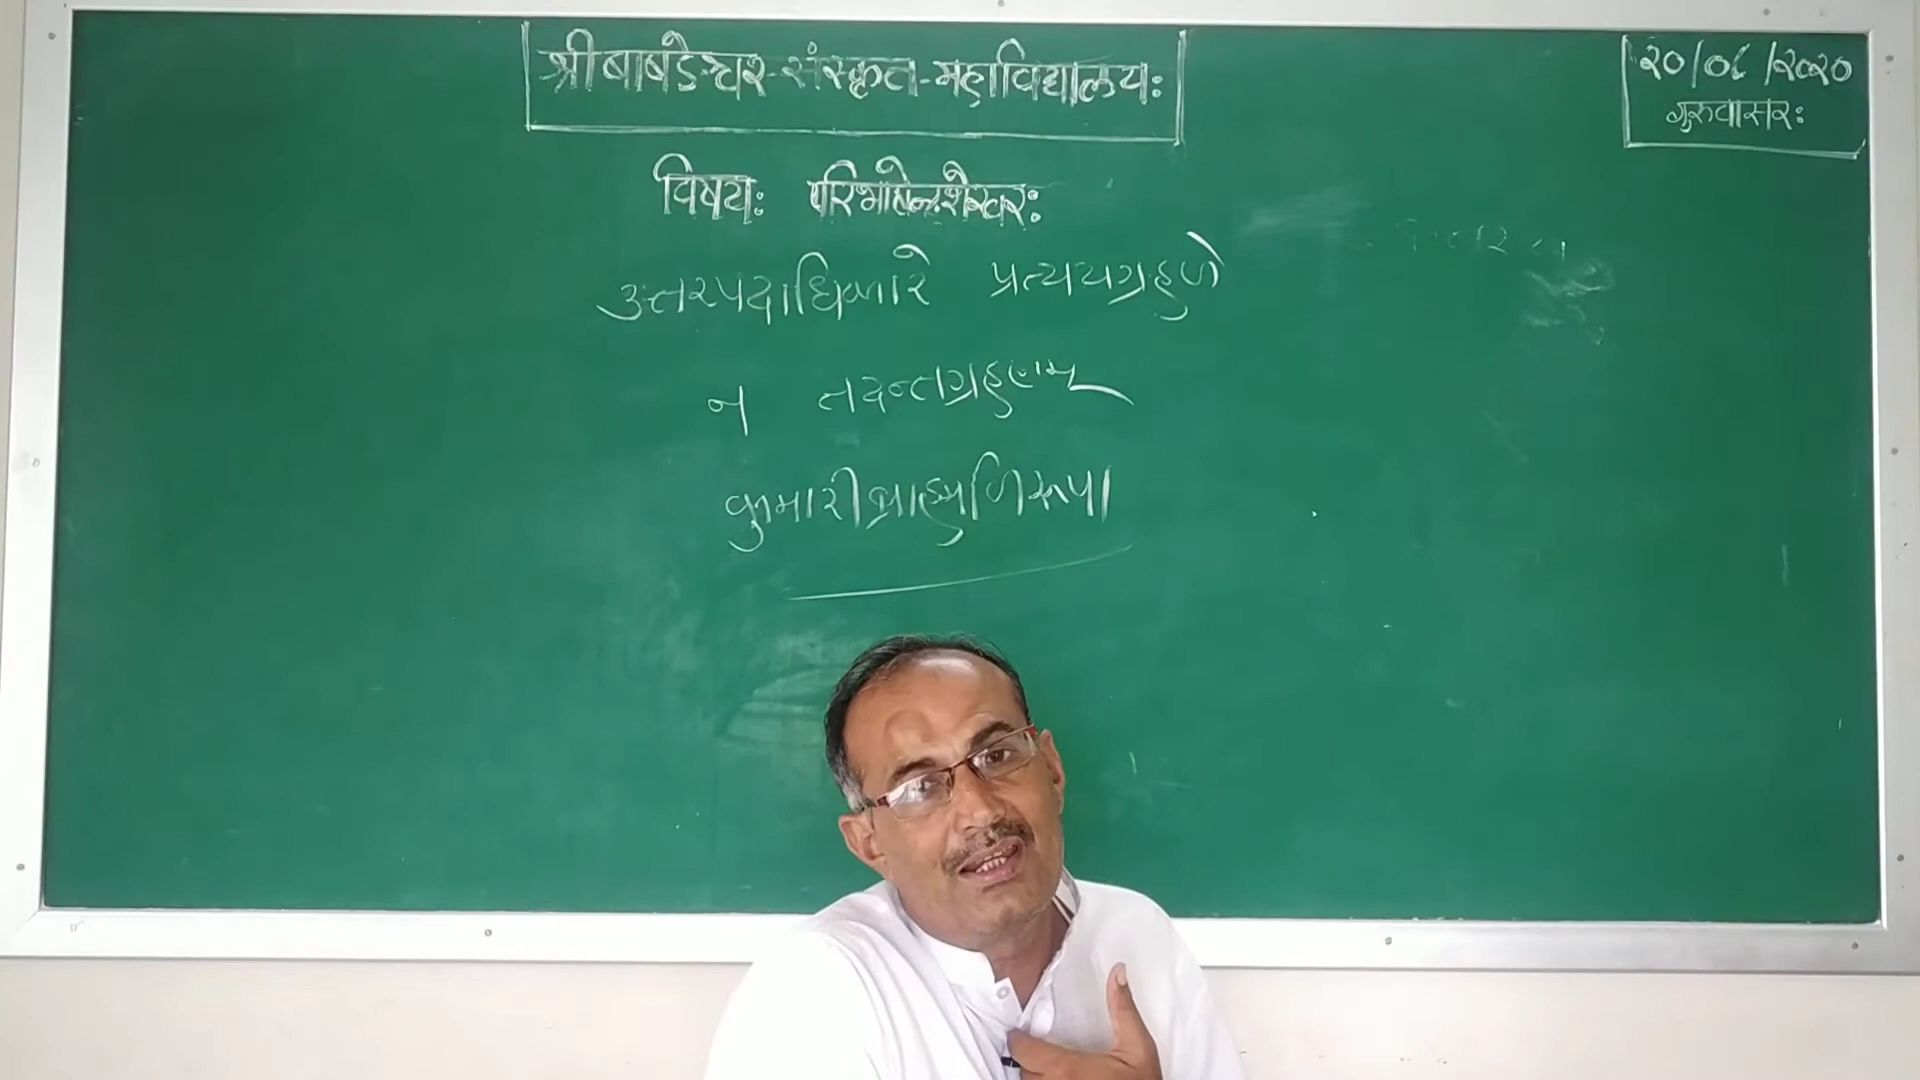 श्रीबाबडेश्वर-संस्कृत-महाविद्यालयः
२०/०८/२०२०
गुरुवासरः
विषयः परिभाषेन्दुशेखरः
उत्तरपदाधिकारे प्रत्ययग्रहणे
न तदन्तग्रहणम्
कुमारीब्राह्मणिरूपा